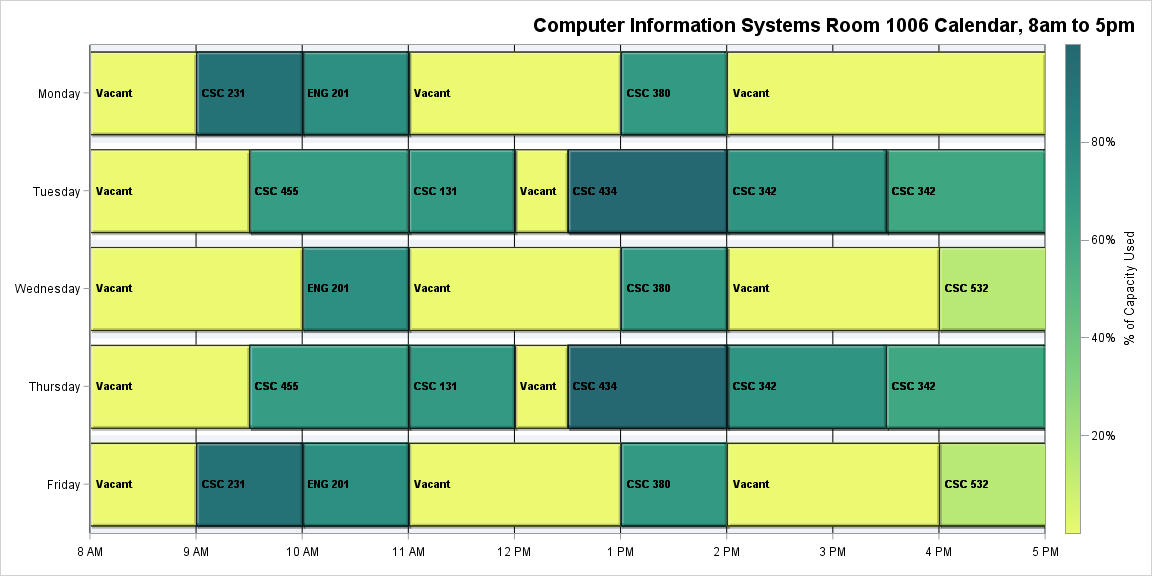 Computer Information Systems Room 1006 Calendar, 8am to 5pm
Monday
Vacant
CSC 231
ENG 201
Vacant
CSC 380
Vacant
Tuesday
Vacant
CSC 455
CSC 131
Vacant
CSC 434
CSC 342
CSC 342
Wednesday
Vacant
ENG 201
Vacant
CSC 380
Vacant
CSC 532
Thursday
Vacant
CSC 455
CSC 131
Vacant
CSC 434
CSC 342
CSC 342
Friday
Vacant
CSC 231
ENG 201
Vacant
CSC 380
Vacant
CSC 532
8 AM
9 AM
10 AM
11 AM
12 PM
1 PM
2 PM
3 PM
4 PM
5 PM
80%
60%
40%
20%
% of Capacity Used